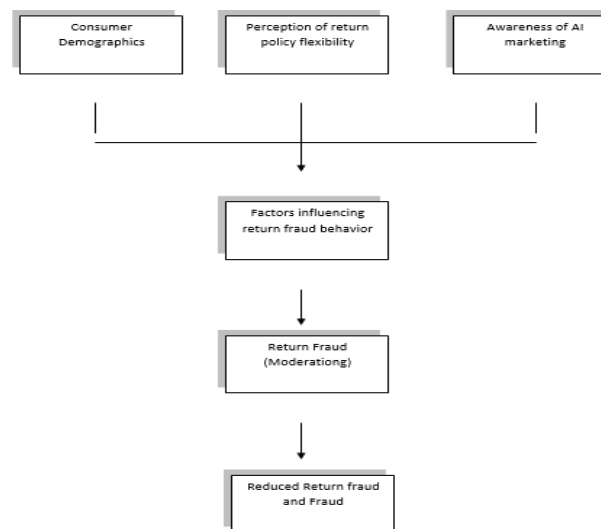 Consumer
Demographics
Perception of return
policy flexibility
Awareness of AI
marketing
Factors influencing
return fraud behavior
Return Fraud
(Moderationg)
Reduced Return fraud
and Fraud